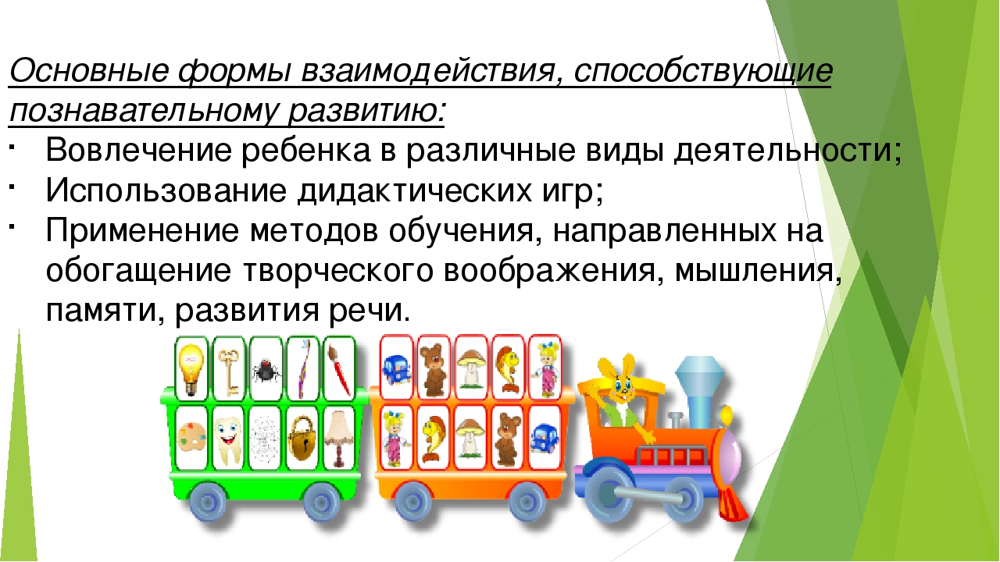 Основные формы взаимодействия, способствующие
познавательному развитию:
Вовлечение ребенка в различные виды деятельности;
Использование дидактических игр;
Применение методов обучения, направленных на
обогащение творческого воображения, мышления,
памяти, развития речи.